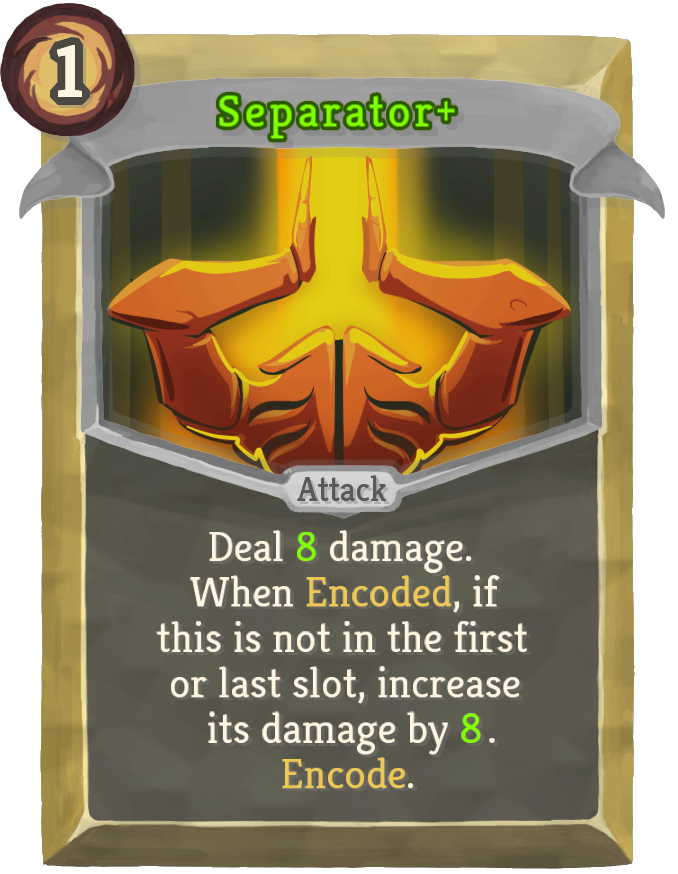 1
Separator+
Attack
Deal 8 damage.
When Encoded, if
this is not in the first
or last slot, increase
its damage by 8.
Encode.